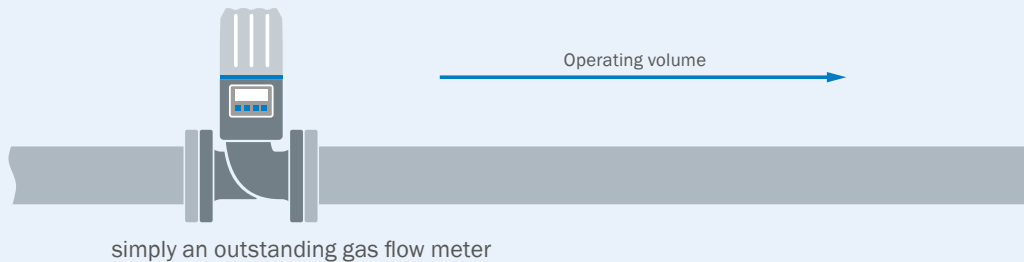 Operating volume
simply an outstanding gas flow meter